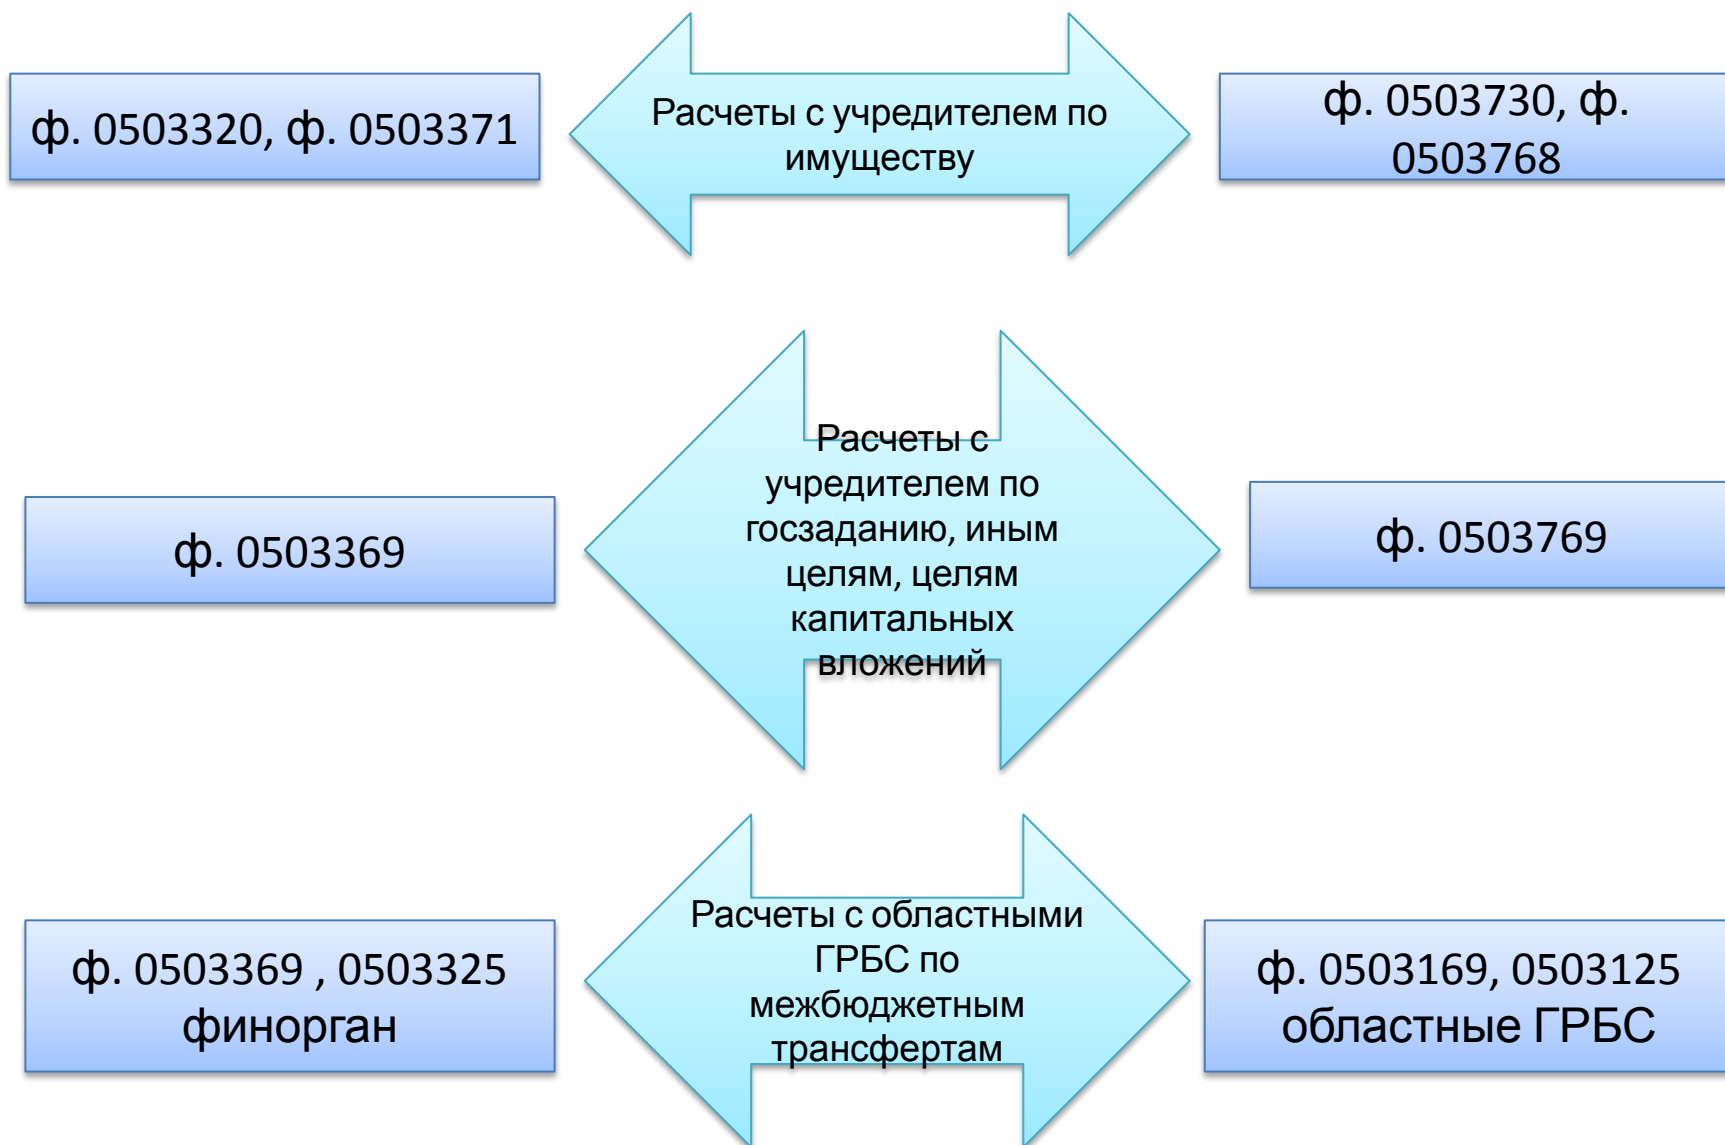 ф. 0503320, ф. 0503371
Расчеты с учредителем по
имуществу
ф. 0503730, ф.
0503768
ф. 0503369
Расчеты с
учредителем по
госзаданию, иным
целям, целям
капитальных
вложений
ф. 0503769
ф. 0503369 , 0503325
финорган
Расчеты с областными
ГРБС по
межбюджетным
трансфертам
ф. 0503169, 0503125
областные ГРБС